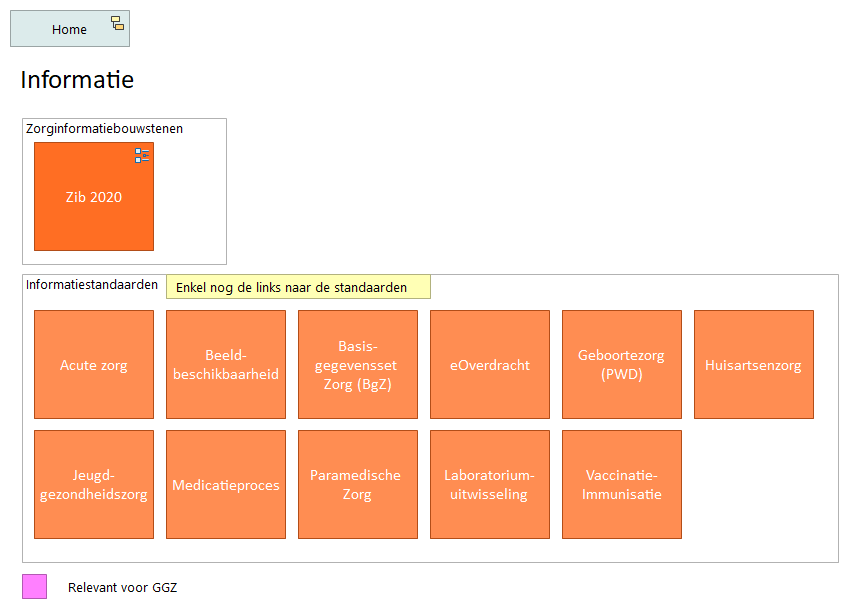 Home
Informatie
Zorginformatiebouwstenen
Zib 2020
Informatiestandaarden
Enkel nog de links naar de standaarden
Acute zorg
Beeld-
beschikbaarheid
Basis-
gegevensset
Zorg (BgZ)
eOverdracht
Geboortezorg
(PWD)
Huisartsenzorg
Jeugd-
gezondheidszorg
Medicatieproces
Paramedische
Zorg
Laboratorium-
uitwisseling
Vaccinatie-
Immunisatie
Relevant voor GGZ